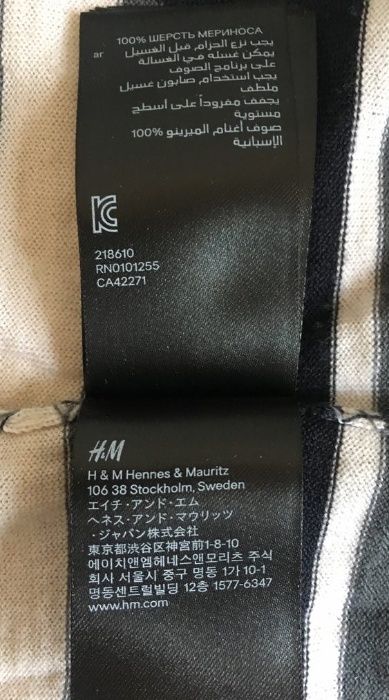 100% ШЕРСТЬ МЕРИНОСА
ar
يجب نزع الحزام قبل الغسيل
يمكن غسله في الغسالة
على برنامج الصوف
يجب استخدام صابون غسيل
ملطف
يجفف مفروداً على أسطح
مستوية
صوف أغنام الميرينو 100%
الإسبانية
218610
RN0101255
CA42271
H&M
H & M Hennes & Mauritz
106 38 Stockholm, Sweden
エイチ・アンド・エム
ヘネス・アンド・マウリッツ
・ジャパン株式会社
東京都渋谷区神宮前1-8-10
에이치앤엠헤네스앤모리츠 주식
회사 서울시 중구 명동 1가 10-1
명동센트럴빌딩 12층 1577-6347
www.hm.com